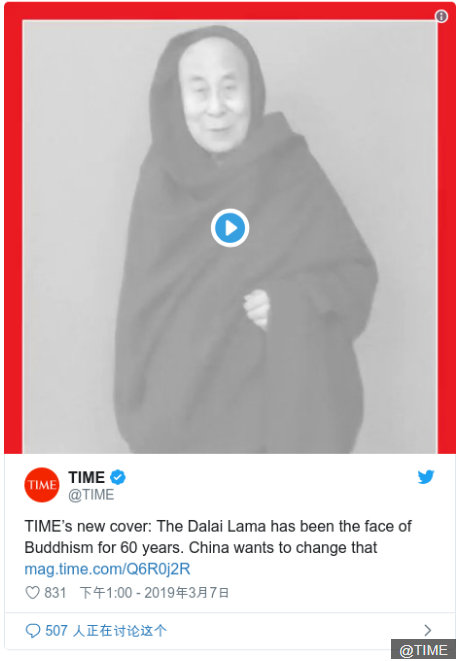 TIME
TIME
@TIME
TIME’s new cover: The Dalai Lama has been the face of
Buddhism for 60 years. China wants to change that
mag.time.com/Q6R0j2R
831 下午1:00 - 2019年3月7日
507 人正在讨论这个
@TIME